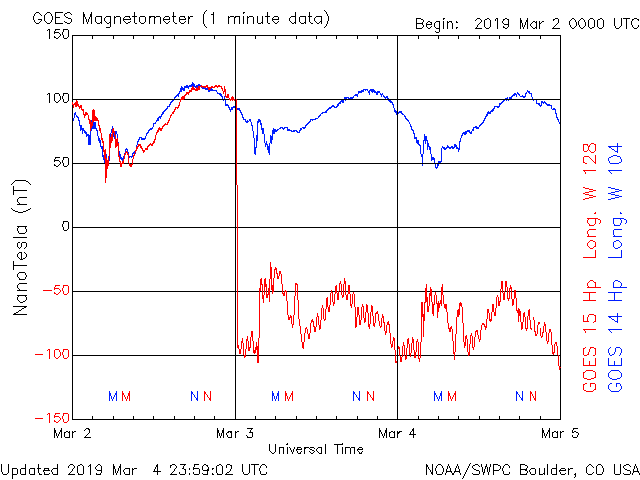 GOES Magnetometer (1 minute data)
Begin: 2019 Mar 2 0000 UTC
150
100
50
0
−50
−100
−150
NanoTesla (nT)
M M N N M M N N M M N N
Mar 2 Mar 3 Mar 4 Mar 5
Universal Time
GOES 15 Hp Long. W 128
GOES 14 Hp Long. W 104
Updated 2019 Mar 4 23:59:02 UTC
NOAA/SWPC Boulder, CO USA